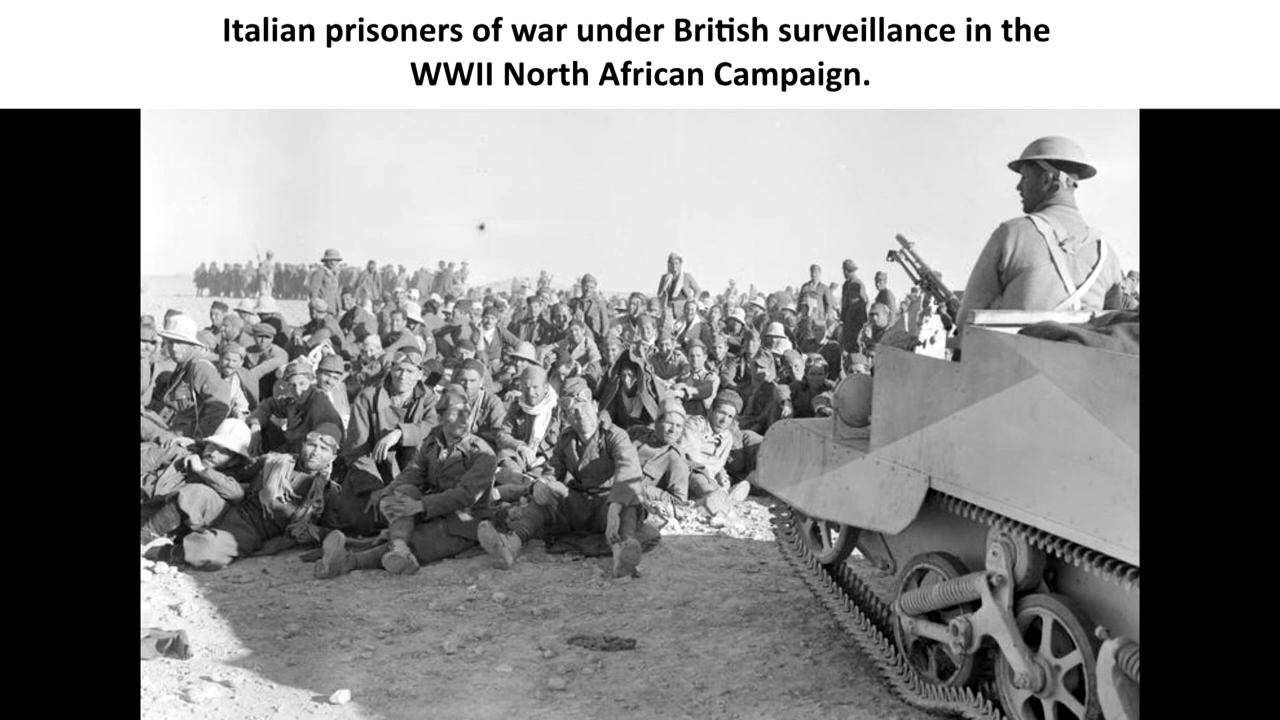 Italian prisoners of war under British surveillance in the
WWII North African Campaign.